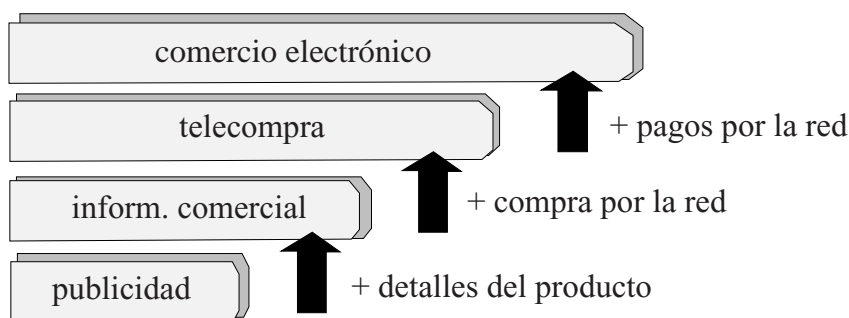 comercio electrónico
telecompra
+ pagos por la red
inform. comercial
+ compra por la red
publicidad
+ detalles del producto